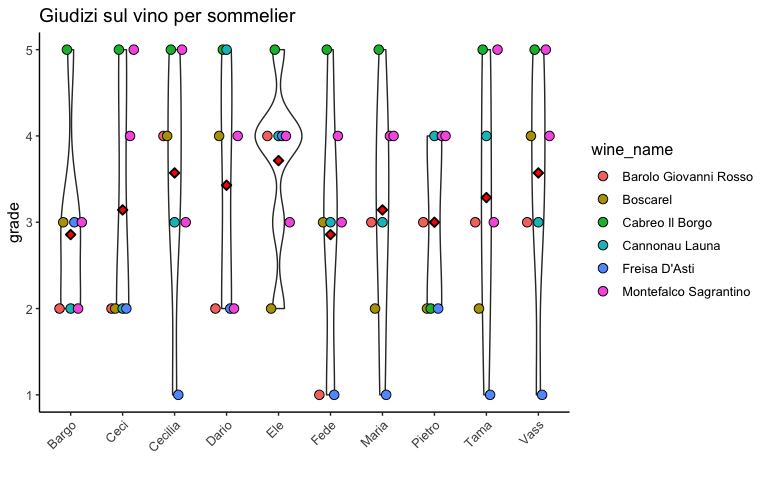 Giudizi sul vino per sommelier
5
4
3
2
1
grade
Bargo
Ceci
Cecilia
Dario
Ele
Fede
Maria
Pietro
Tama
Vass
wine_name
Barolo Giovanni Rosso
Boscarel
Cabreo Il Borgo
Cannonau Launa
Freisa D'Asti
Montefalco Sagrantino